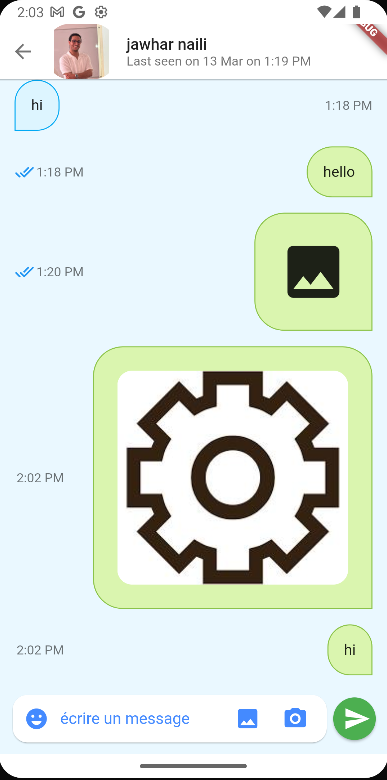 2:03
jawhar naili
Last seen on 13 Mar on 1:19 PM
hi
1:18 PM
1:18 PM
hello
1:20 PM
2:02 PM
2:02 PM
hi
écrire un message